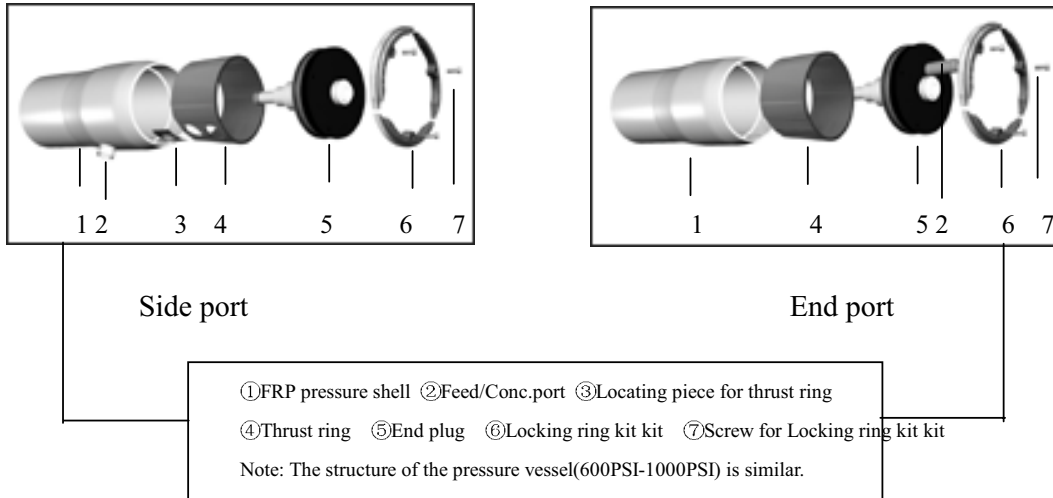 1 2 3 4 5 6 7
1 4 5 2 6 7
Side port
End port
①FRP pressure shell ②Feed/Conc.port ③Locating piece for thrust ring
④Thrust ring ⑤End plug ⑥Locking ring kit kit ⑦Screw for Locking ring kit kit
Note: The structure of the pressure vessel(600PSI-1000PSI) is similar.